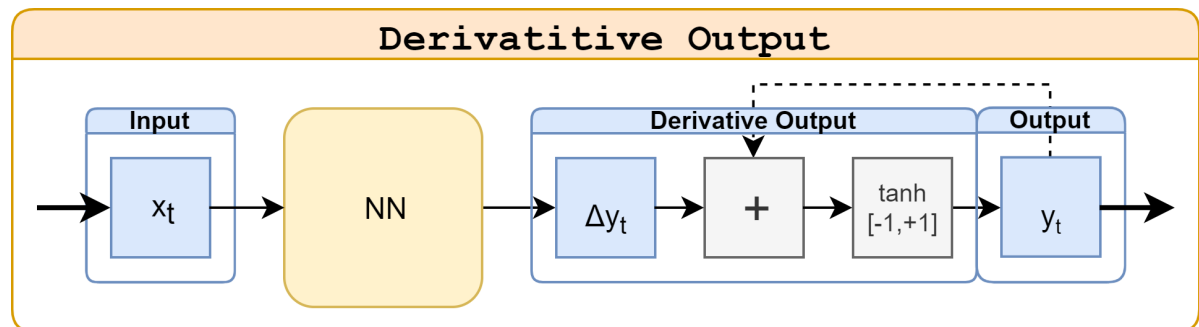 Derivatitive Output
Input
Derivative Output
Output
xt
NN
Δyt
+
tanh
[-1,+1]
yt